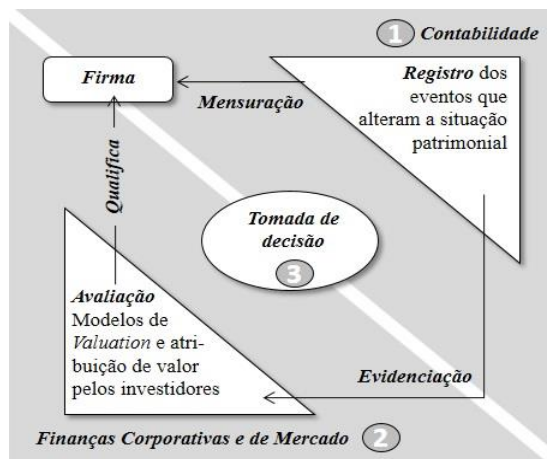 1 Contabilidade
Firma
Registro dos
eventos que
alteram a situação
patrimonial
Mensuração
Qualifica
Tomada de
decisão
3
Avaliação
Modelos de
Valuation e atri-
buição de valor
pelos investidores
Evidenciação
Finanças Corporativas e de Mercado 2